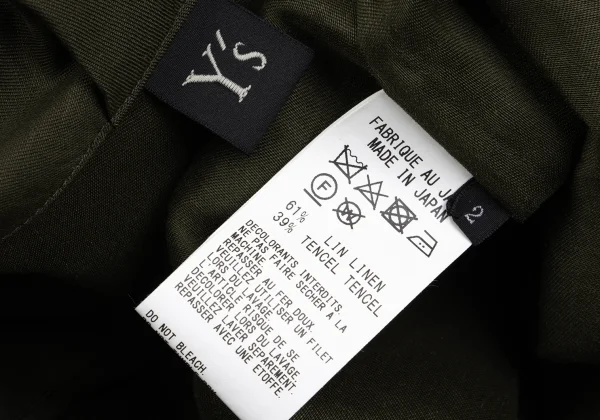 Y's
FABRIQUE AU JA
MADE IN JAPAN
2
F W
61% LIN LINEN
39% TENCEL TENCEL
DECOLORANTS INTERDITS.
NE PAS FAIRE SECHER A LA
MACHINE.
REPASSER AU FER DOUX.
VEUILLEZ UTILISER UN FILET
LORS DU LAVAGE.
L'ARTICLE RISQUE DE SE
DECOLORER LORS DU LAVAGE.
VEUILLEZ LAVER SEPAREMENT.
REPASSER AVEC UNE ETOFFE.
DO NOT BLEACH.